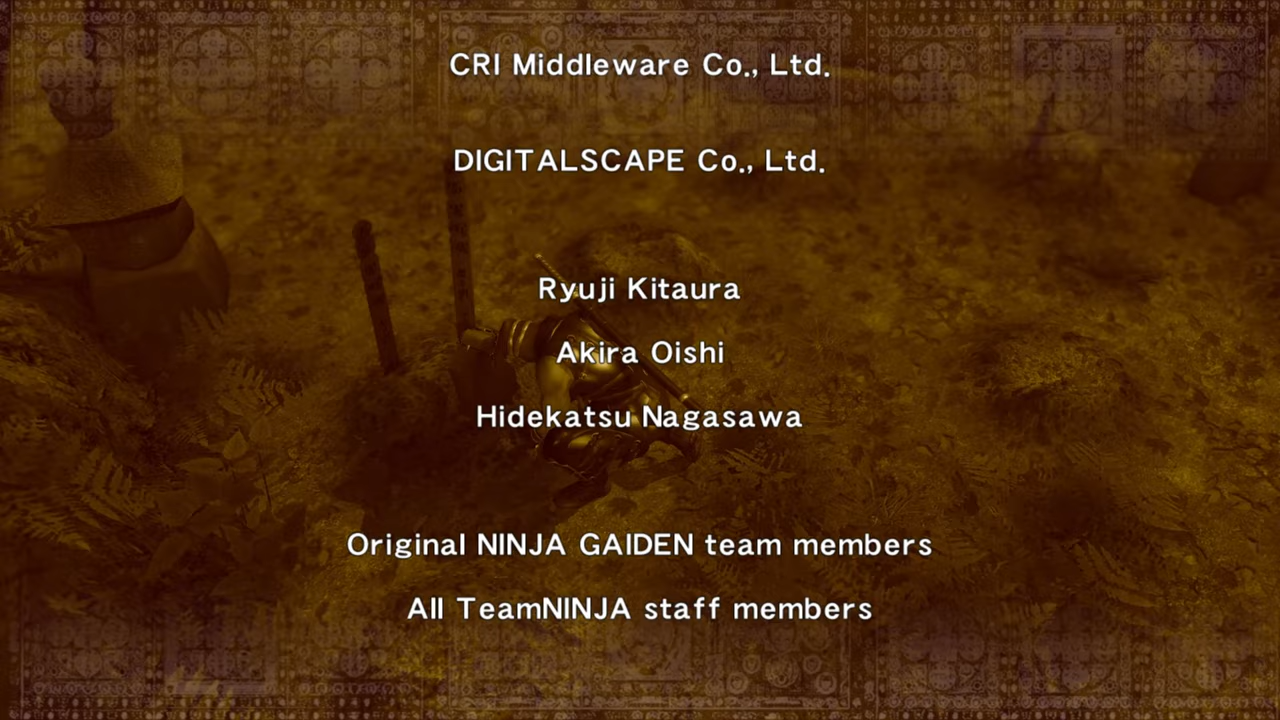 CRI Middleware Co., Ltd.
DIGITALSCAPE Co., Ltd.
Ryuji Kitaura
Akira Oishi
Hidekatsu Nagasawa
Original NINJA GAIDEN team members
All TeamNINJA staff members